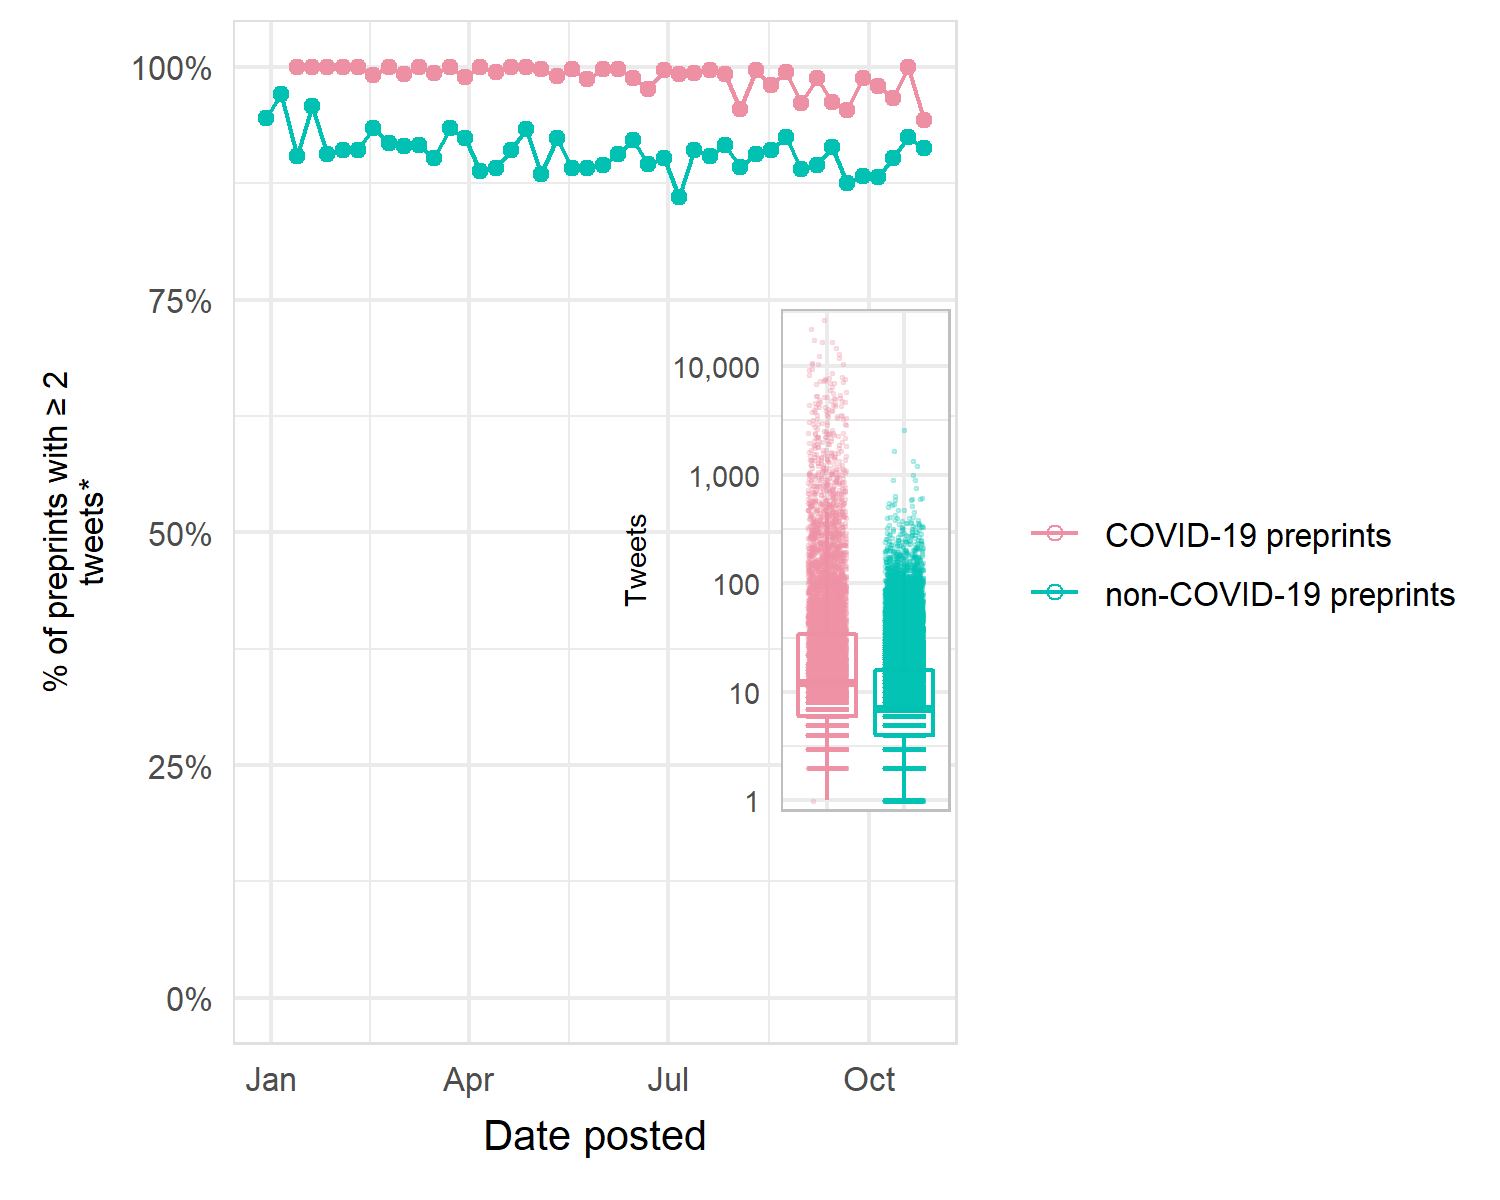 % of preprints with ≥ 2
tweets*
100%
75%
50%
25%
0%
Jan
Apr
Jul
Oct
Date posted
Tweets
10,000
1,000
100
10
1
COVID-19 preprints
non-COVID-19 preprints